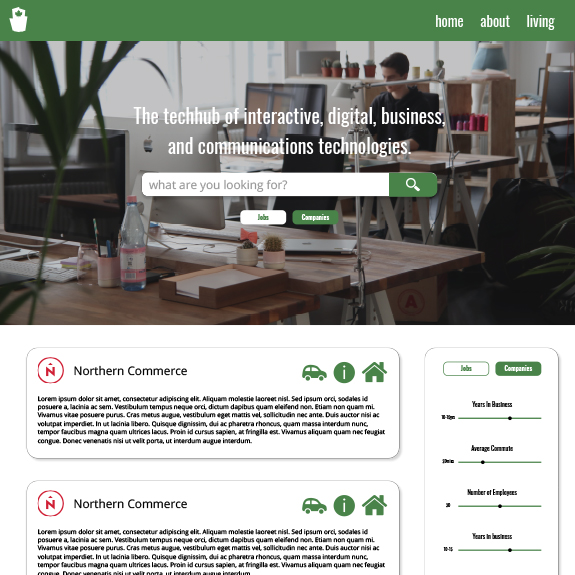 home about living
The techhub of interactive, digital, business,
and communications technologies.
what are you looking for?
Jobs Companies
Northern Commerce
Lorem ipsum dolor sit amet, consectetur adipiscing elit. Aliquam molestie laoreet nisl. Sed ipsum orci, sodales id
posuere a, lacinia ac sem. Vestibulum tempus neque orci, dictum dapibus quam eleifend non. Etiam non quam mi.
Vivamus vitae posuere purus. Cras metus augue, vestibulum eget mattis vel, sollicitudin nec ante. Duis auctor nisi ac
volutpat imperdiet. In ut lacinia libero. Quisque dignissim, dui ac pharetra rhoncus, quam massa interdum nunc,
tempor faucibus magna quam ultrices lacus. Proin id cursus sapien, at fringilla est. Vivamus aliquam quam nec feugiat
congue. Donec venenatis nisi ut velit porta, ut interdum augue interdum.
Northern Commerce
Lorem ipsum dolor sit amet, consectetur adipiscing elit. Aliquam molestie laoreet nisl. Sed ipsum orci, sodales id
posuere a, lacinia ac sem. Vestibulum tempus neque orci, dictum dapibus quam eleifend non. Etiam non quam mi.
Vivamus vitae posuere purus. Cras metus augue, vestibulum eget mattis vel, sollicitudin nec ante. Duis auctor nisi ac
volutpat imperdiet. In ut lacinia libero. Quisque dignissim, dui ac pharetra rhoncus, quam massa interdum nunc,
tempor faucibus magna quam ultrices lacus. Proin id cursus sapien, at fringilla est. Vivamus aliquam quam nec feugiat
congue. Donec venenatis nisi ut velit porta, ut interdum augue interdum.
Jobs Companies
Years In Business
Average Commute
20mins
Number of Employees
20
Years in business
10-15